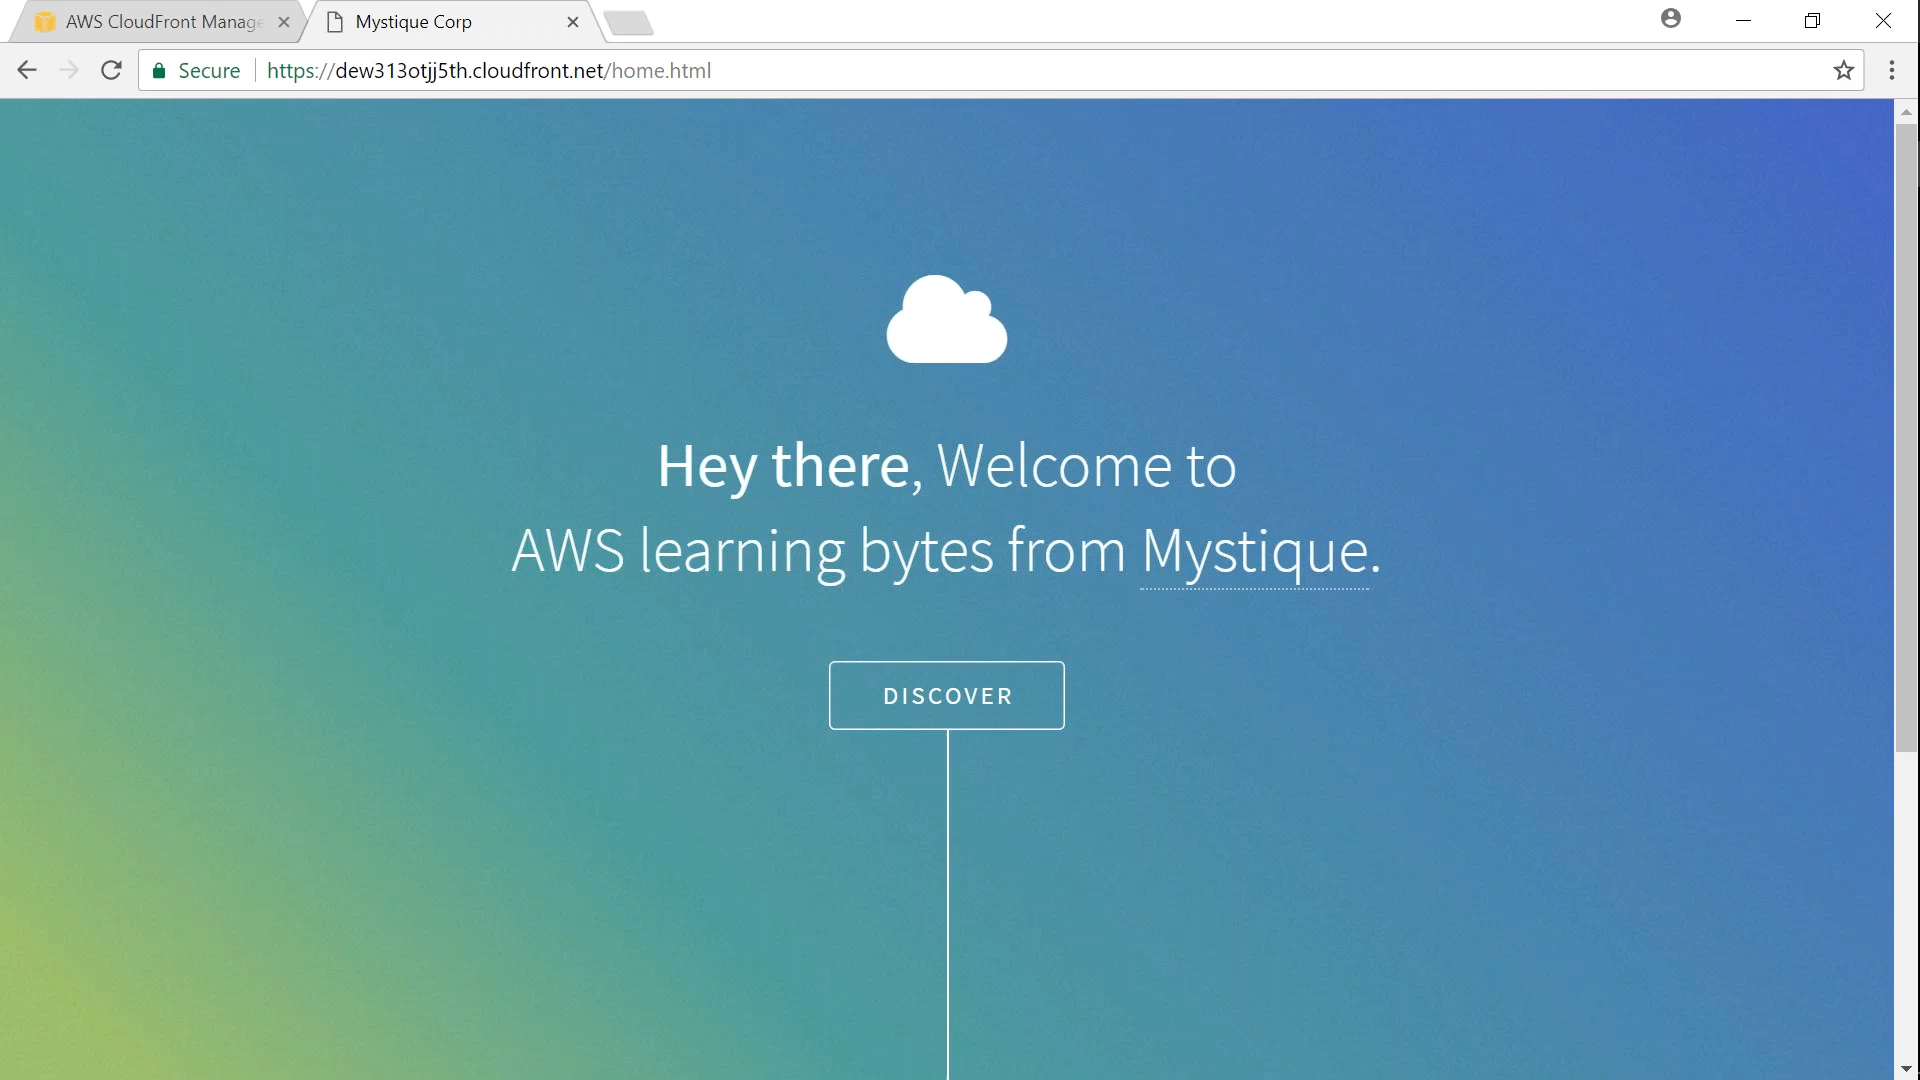 AWS CloudFront Manage
Mystique Corp
Secure
https://dew313otjj5th.cloudfront.net/home.html
Hey there, Welcome to
AWS learning bytes from Mystique.
DISCOVER